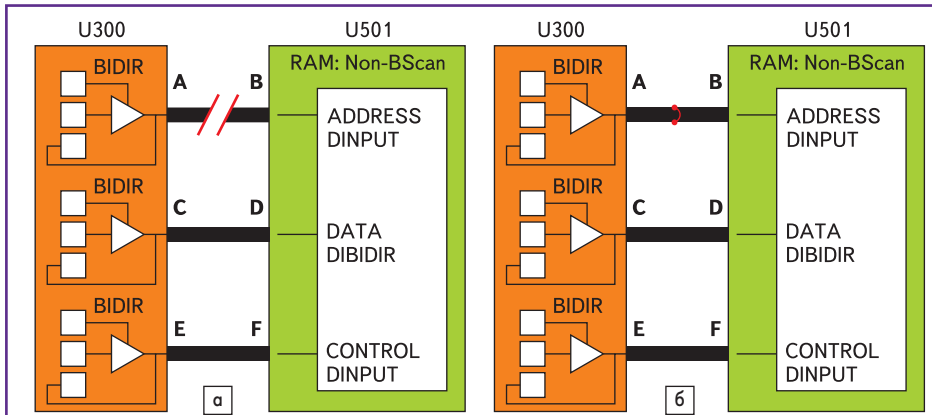 U300
U501
BIDIR
A
B
RAM: Non-BScan
ADDRESS
DINPUT
BIDIR
C
D
DATA
DIBIDIR
BIDIR
E
F
CONTROL
DINPUT
а
U300
U501
BIDIR
A
B
RAM: Non-BScan
ADDRESS
DINPUT
BIDIR
C
D
DATA
DIBIDIR
BIDIR
E
F
CONTROL
DINPUT
б